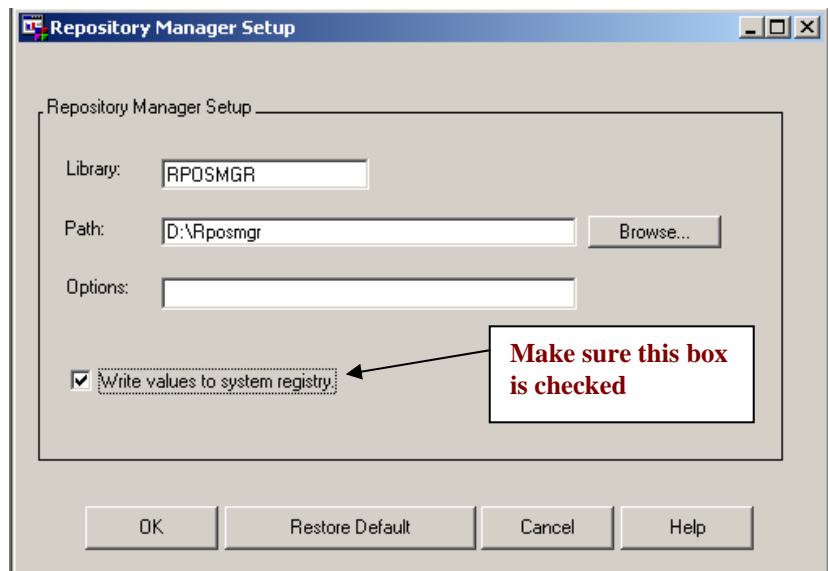 Repository Manager Setup
Repository Manager Setup
Library: RPOSMGR
Path: D:\Rposmgr Browse...
Options:
Make sure this box
is checked
Write values to system registry.
OK Restore Default Cancel Help